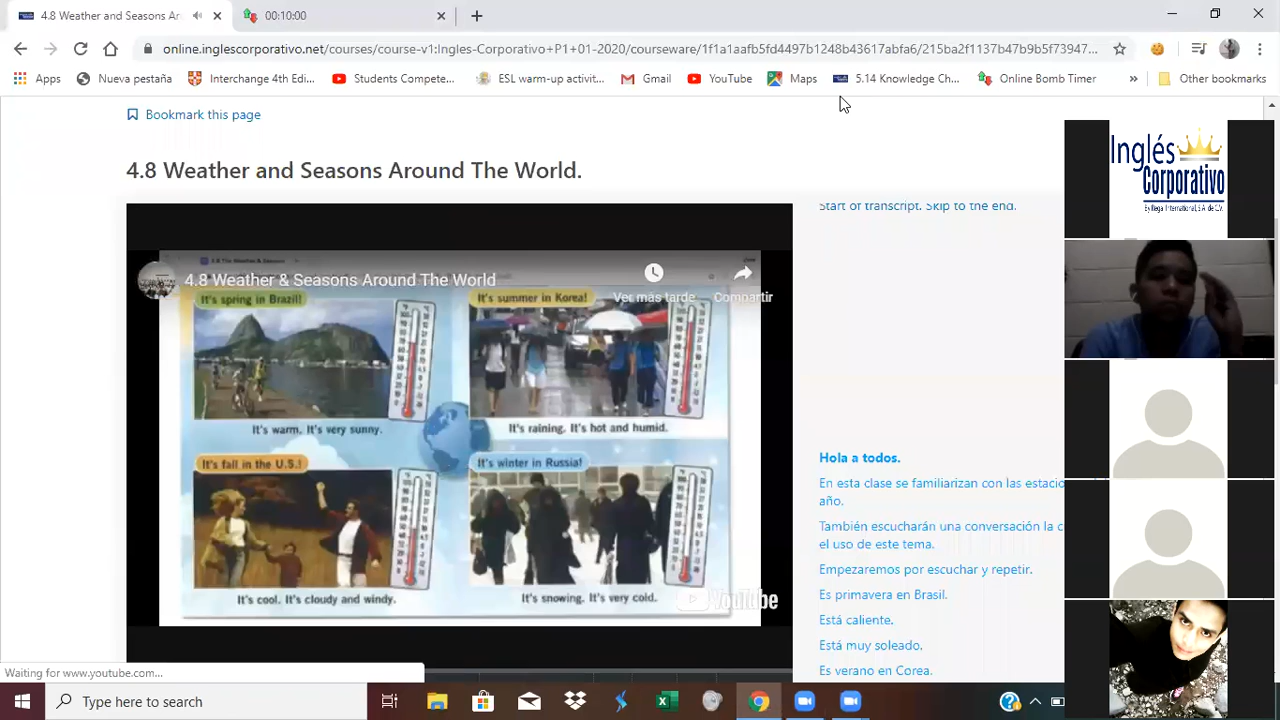 4.8 Weather and Seasons Ar
00:10:00
online.inglescorporativo.net/courses/course-v1:Ingles-Corporativo+P1+01-2020/courseware/1f1a1aafb5fd4497b1248b43617abfa6/215ba2f1137b47b9b5f73947...
Apps
Nueva pestaña
Interchange 4th Edi...
Students Compete...
ESL warm-up activit...
Gmail
YouTube
Maps
5.14 Knowledge Ch...
Online Bomb Timer
»
Other bookmarks
Bookmark this page
4.8 Weather and Seasons Around The World.
Start of transcript. Skip to the end.
4.8 Weather & Seasons Around The World
Ver más tarde
Compartir
It's spring in Brazil!
It's summer in Korea!
It's warm. It's very sunny.
It's raining. It's hot and humid.
It's fall in the U.S.!
It's winter in Russia!
It's cool. It's cloudy and windy.
It's snowing. It's very cold.
YouTube
Hola a todos.
En esta clase se familiarizan con las estacio
año.
También escucharán una conversación la c
el uso de este tema.
Empezaremos por escuchar y repetir.
Es primavera en Brasil.
Está caliente.
Está muy soleado.
Es verano en Corea.
Inglés
Corporativo
Waiting for www.youtube.com...
Type here to search